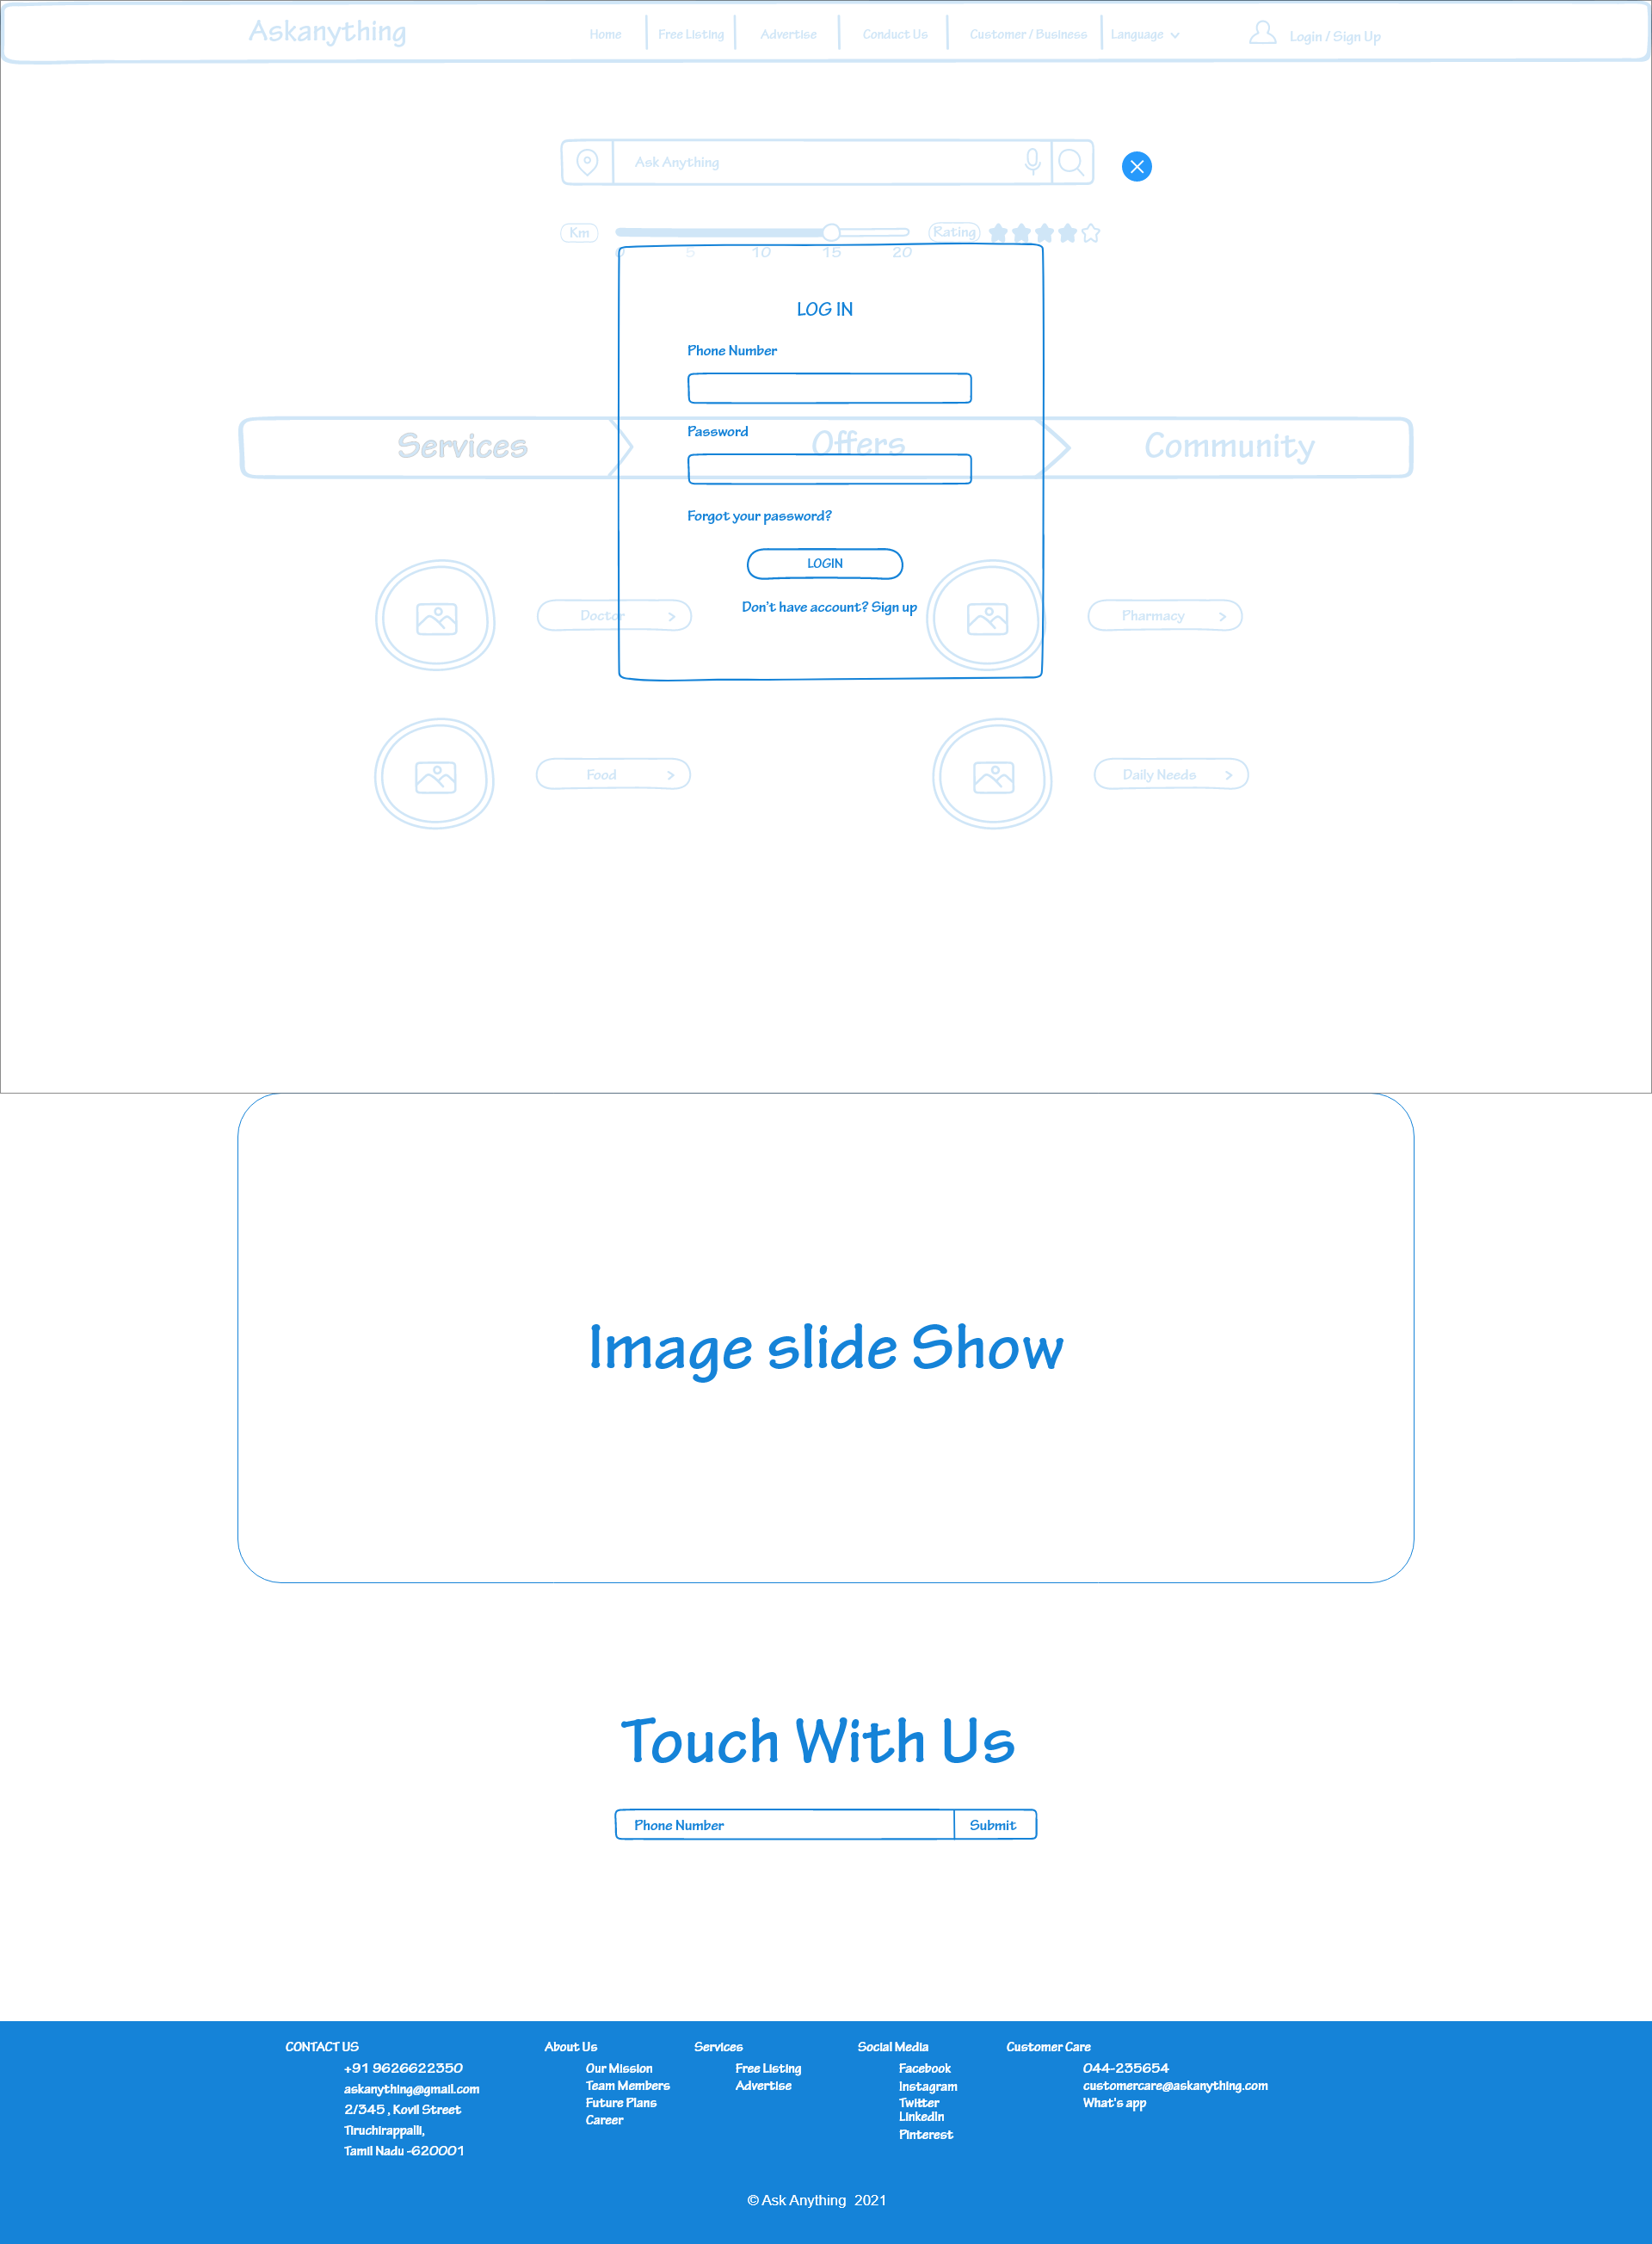 Askanything
Home
Free Listing
Advertise
Conduct Us
Customer / Business
Language
Login / Sign Up
Ask Anything
Km
Rating
0 5 10 15 20
LOG IN
Phone Number
Password
Services
Offers
Community
Forgot your password?
LOGIN
Don't have account? Sign up
Doctor
Pharmacy
Food
Daily Needs
Image slide Show
Touch With Us
Phone Number
Submit
CONTACT US
+91 9626622350
askanything@gmail.com
2/345 , Kovil Street
Tiruchirappalli,
Tamil Nadu -620001
About Us
Our Mission
Team Members
Future Plans
Career
Services
Free Listing
Advertise
Social Media
Facebook
Instagram
Twitter
LinkedIn
Pinterest
Customer Care
044-235654
customercare@askanything.com
What's app
© Ask Anything 2021